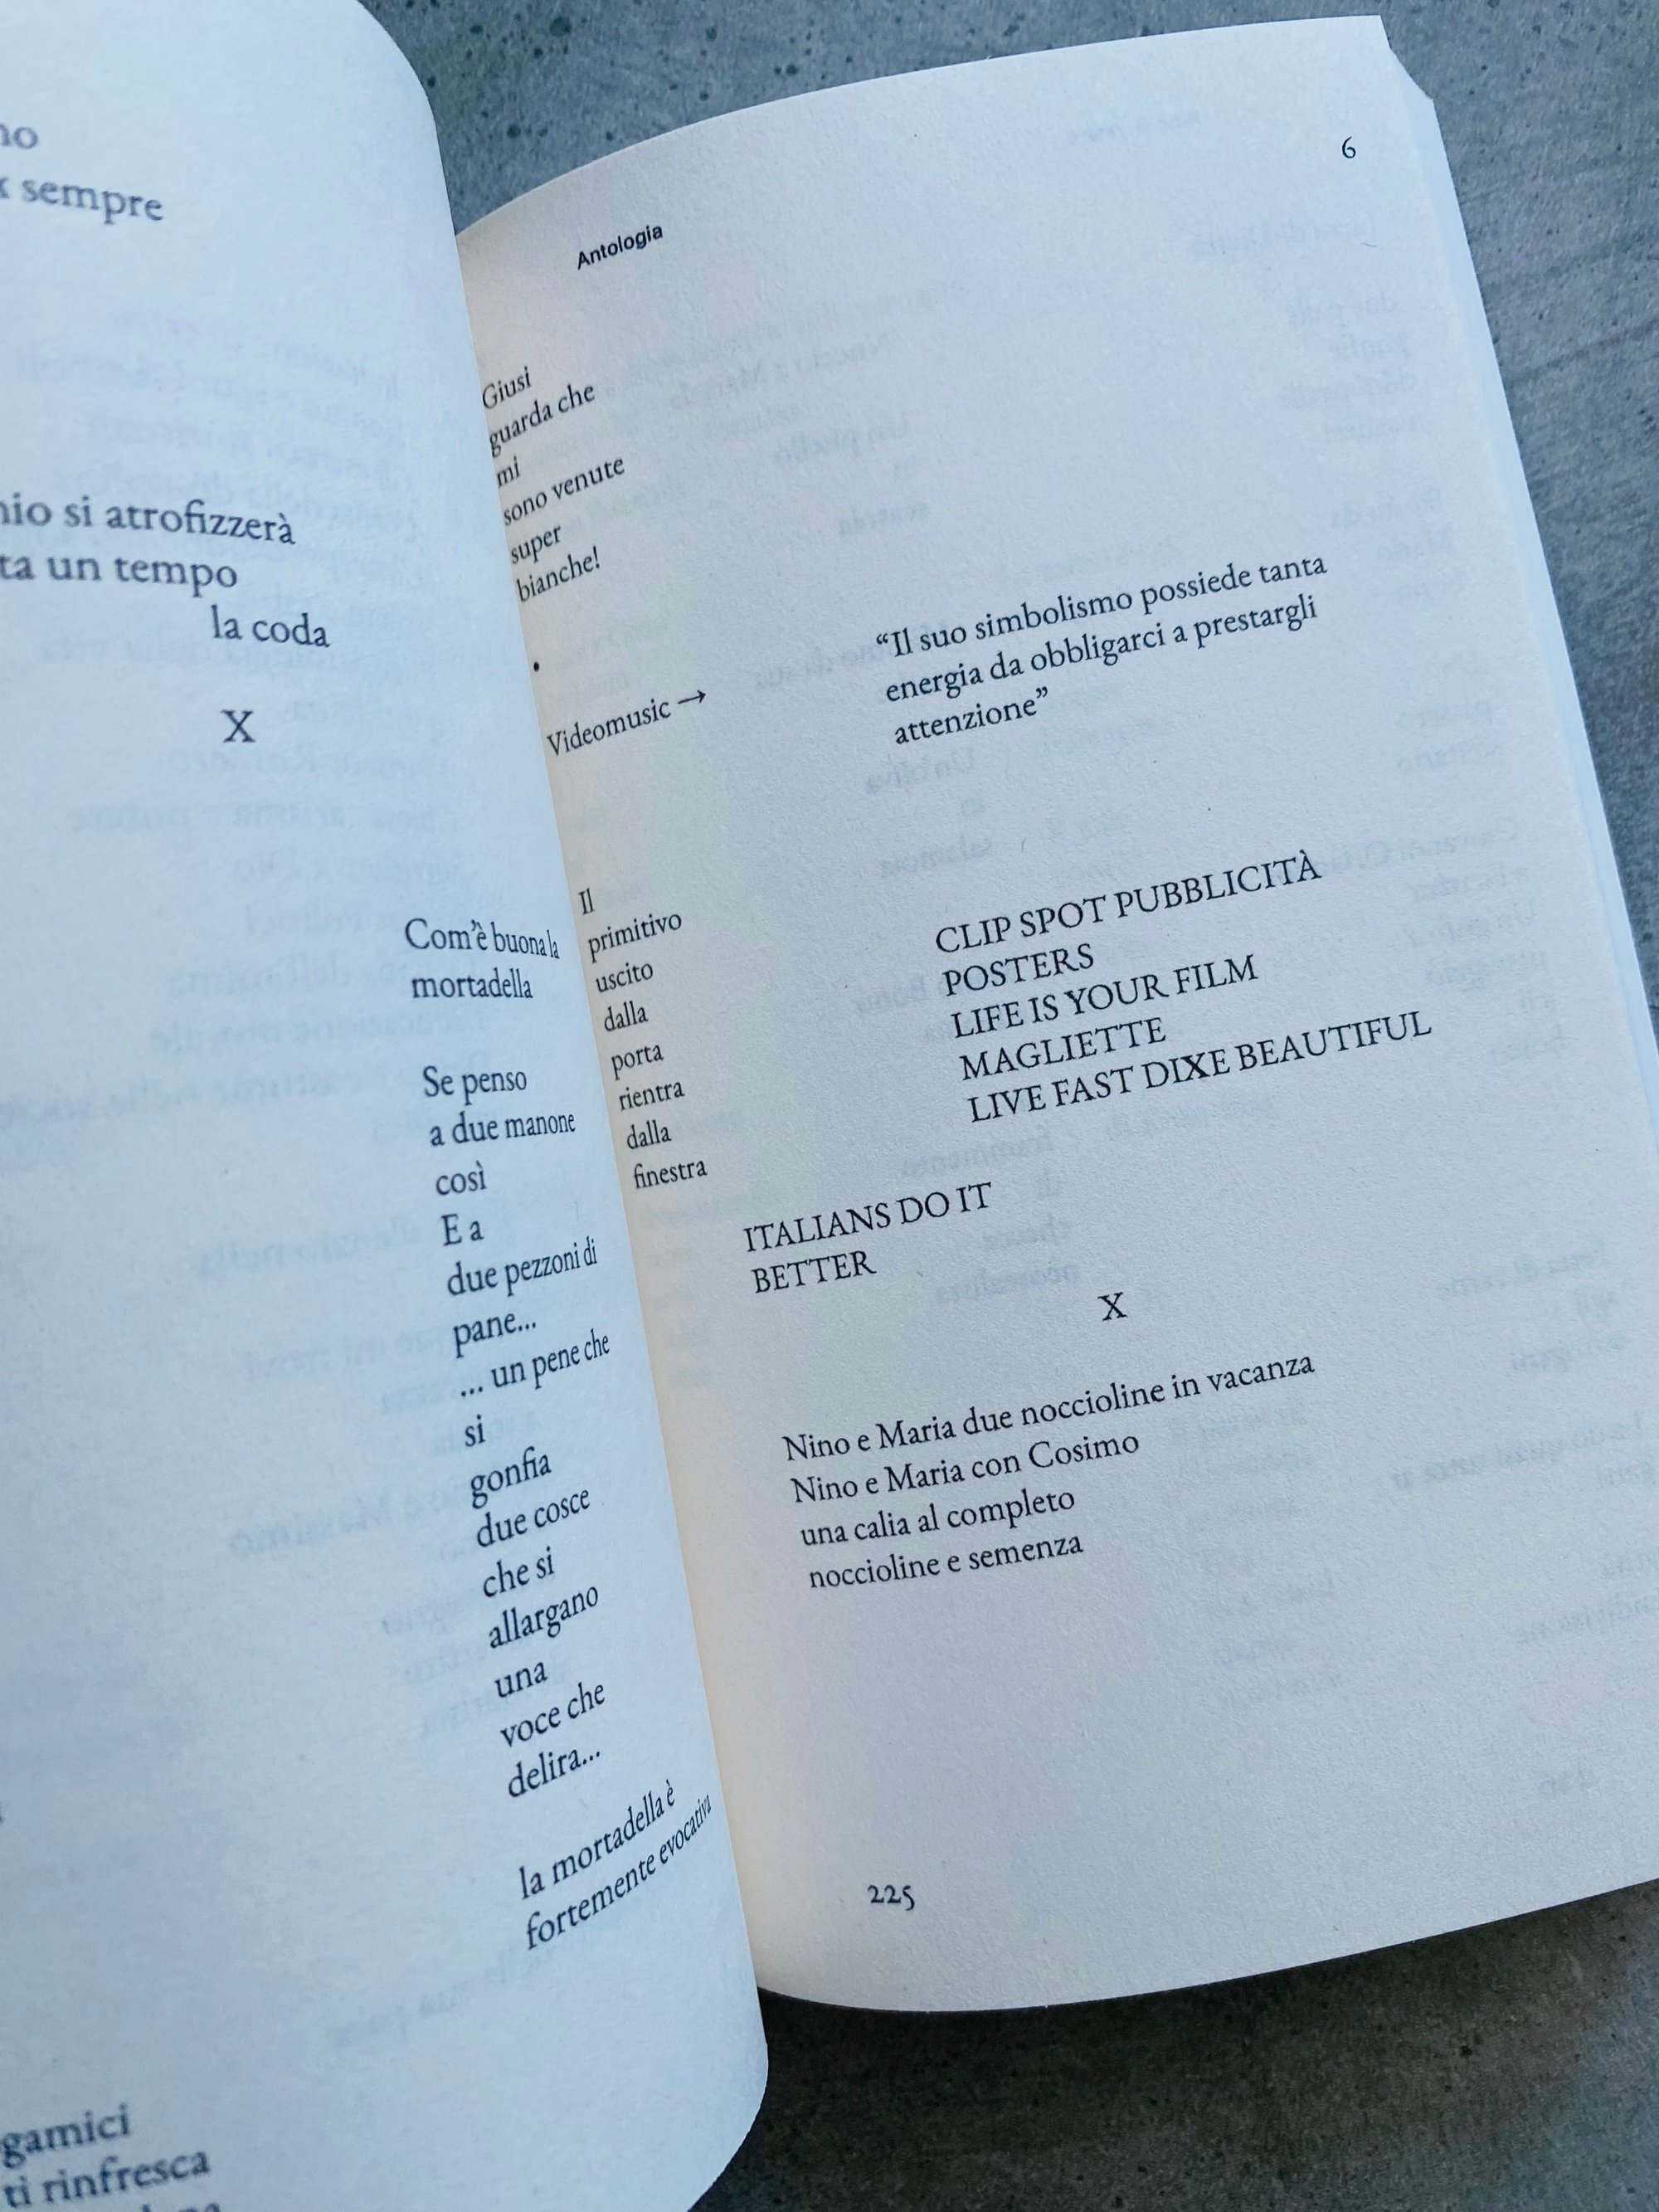 sempre
si atrofizzerà
un tempo
la coda
X
Com'è buona la
mortadella
Se penso
a due manone
così
E a
due pezzoni di
pane...
... un pene che
si
gonfia
due cosce
che si
allargano
una
voce che
delira...
la mortadella è
fortemente evocativa
ti rinfresca
Antologia
6
Giusi
guarda che
mi
sono venute
super
bianche!
•
Videomusic →
"Il suo simbolismo possiede tanta
energia da obbligarci a prestargli
attenzione"
Il
primitivo
uscito
dalla
porta
rientra
dalla
finestra
CLIP SPOT PUBBLICITÀ
POSTERS
LIFE IS YOUR FILM
MAGLIETTE
LIVE FAST DIXE BEAUTIFUL
ITALIANS DO IT
BETTER
X
Nino e Maria due noccioline in vacanza
Nino e Maria con Cosimo
una calia al completo
noccioline e semenza
225